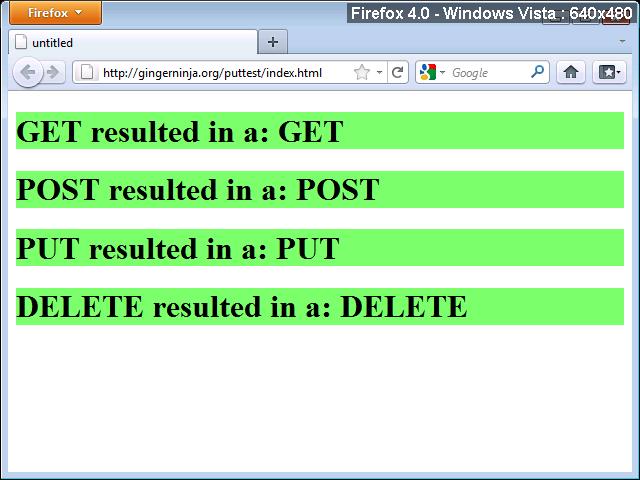 Firefox
Firefox 4.0 - Windows Vista : 640x480
untitled
http://gingerninja.org/puttest/index.html
Google
GET resulted in a: GET
POST resulted in a: POST
PUT resulted in a: PUT
DELETE resulted in a: DELETE